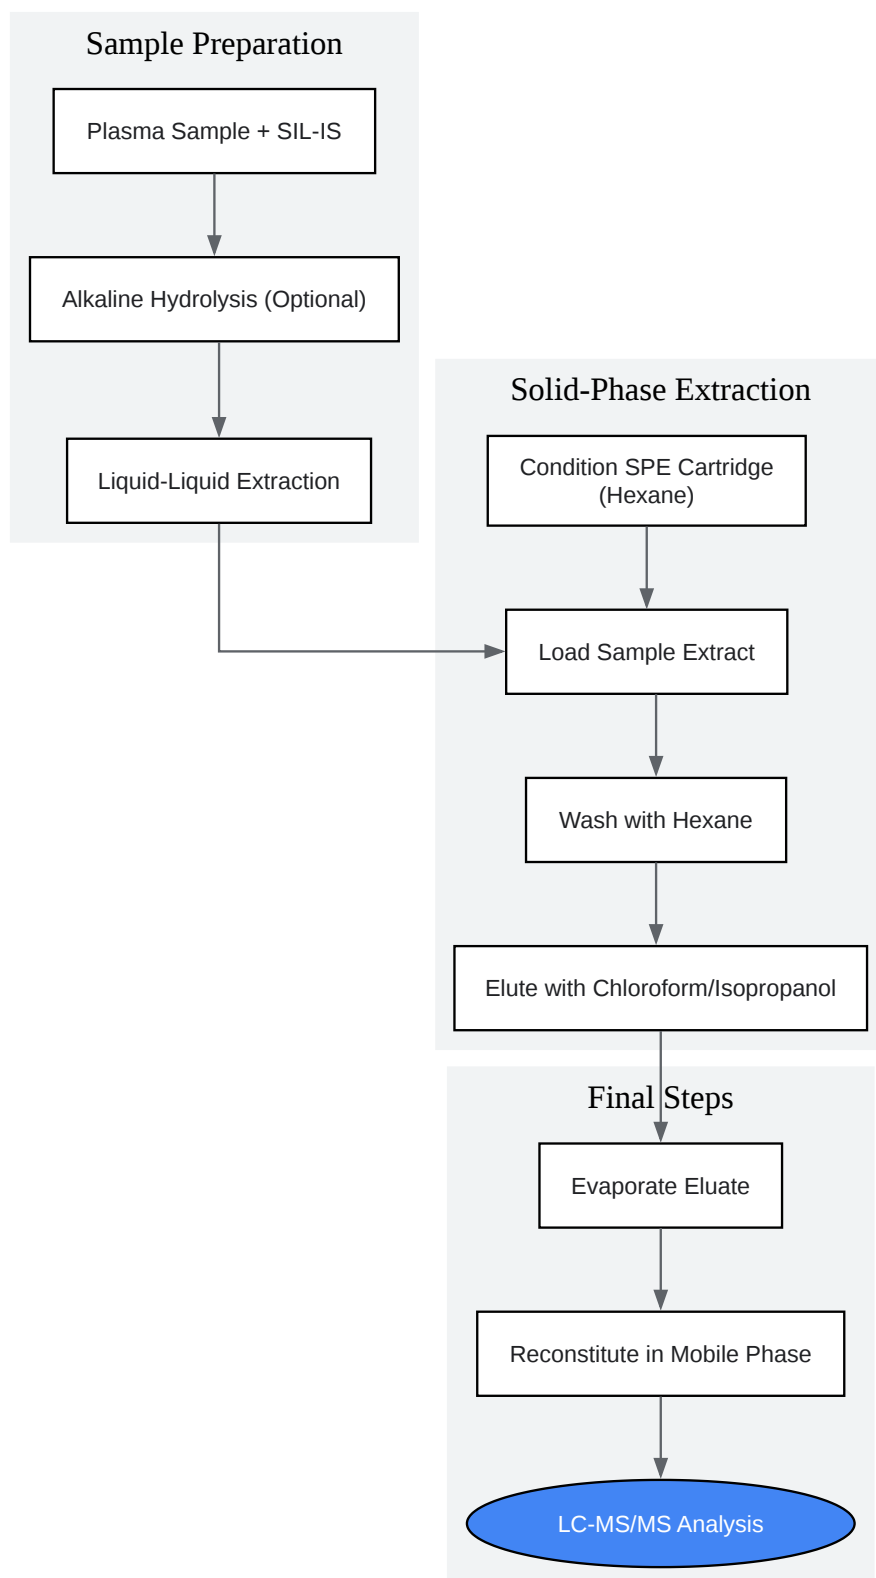 Sample Preparation
Plasma Sample + SIL-IS
Alkaline Hydrolysis (Optional)
Liquid-Liquid Extraction
Solid-Phase Extraction
Condition SPE Cartridge
(Hexane)
Load Sample Extract
Wash with Hexane
Elute with Chloroform/Isopropanol
Final Steps
Evaporate Eluate
Reconstitute in Mobile Phase
LC-MS/MS Analysis